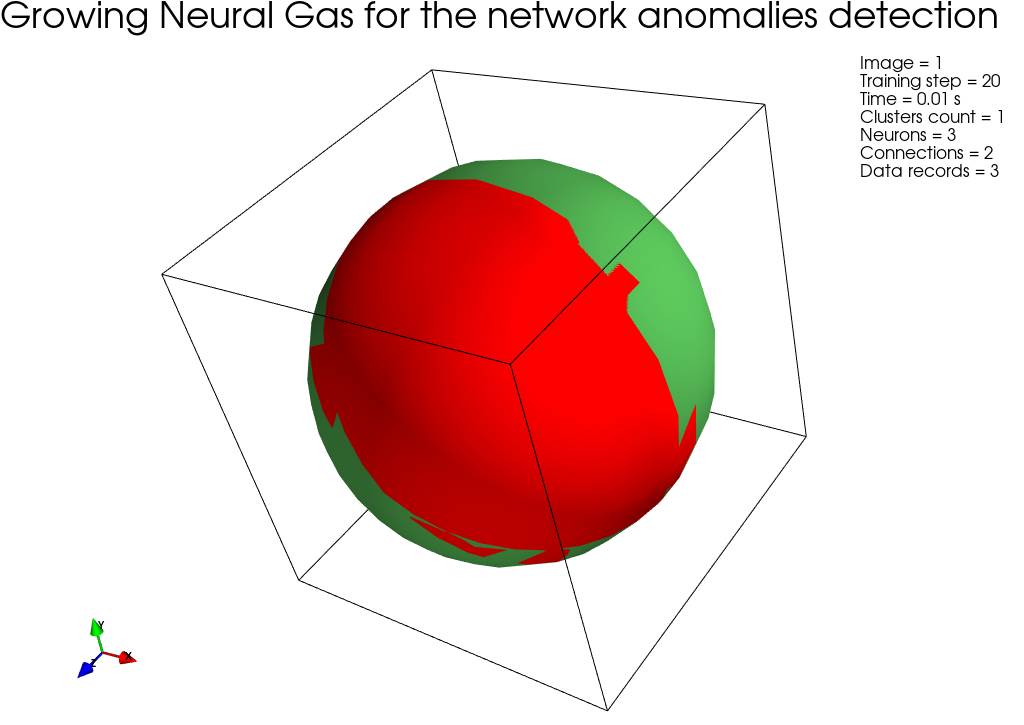 Growing Neural Gas for the network anomalies detection
Image = 1
Training step = 20
Time = 0.01 s
Clusters count = 1
Neurons = 3
Connections = 2
Data records = 3
Y
X
Z